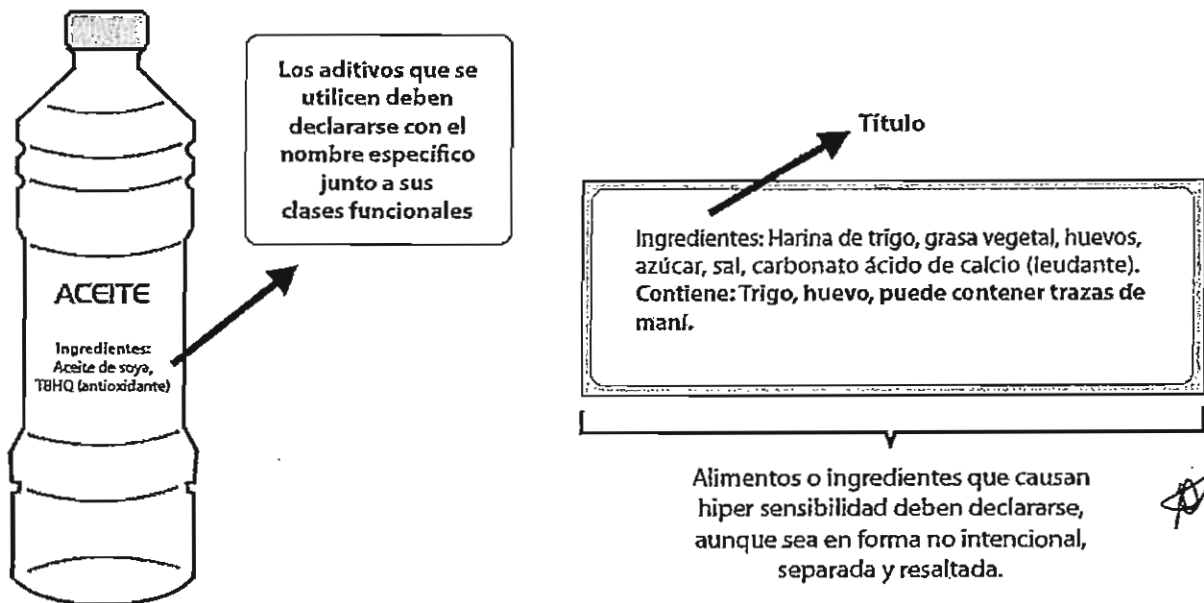 Los aditivos que se
utilicen deben
declararse con el
nombre específico
junto a sus
clases funcionales
ACEITE
Ingredientes:
Aceite de soya,
TBHQ (antioxidante)
Título
Ingredientes: Harina de trigo, grasa vegetal, huevos,
azúcar, sal, carbonato ácido de calcio (leudante).
Contiene: Trigo, huevo, puede contener trazas de
maní.
Alimentos o ingredientes que causan
hiper sensibilidad deben declararse,
aunque sea en forma no intencional,
separada y resaltada.